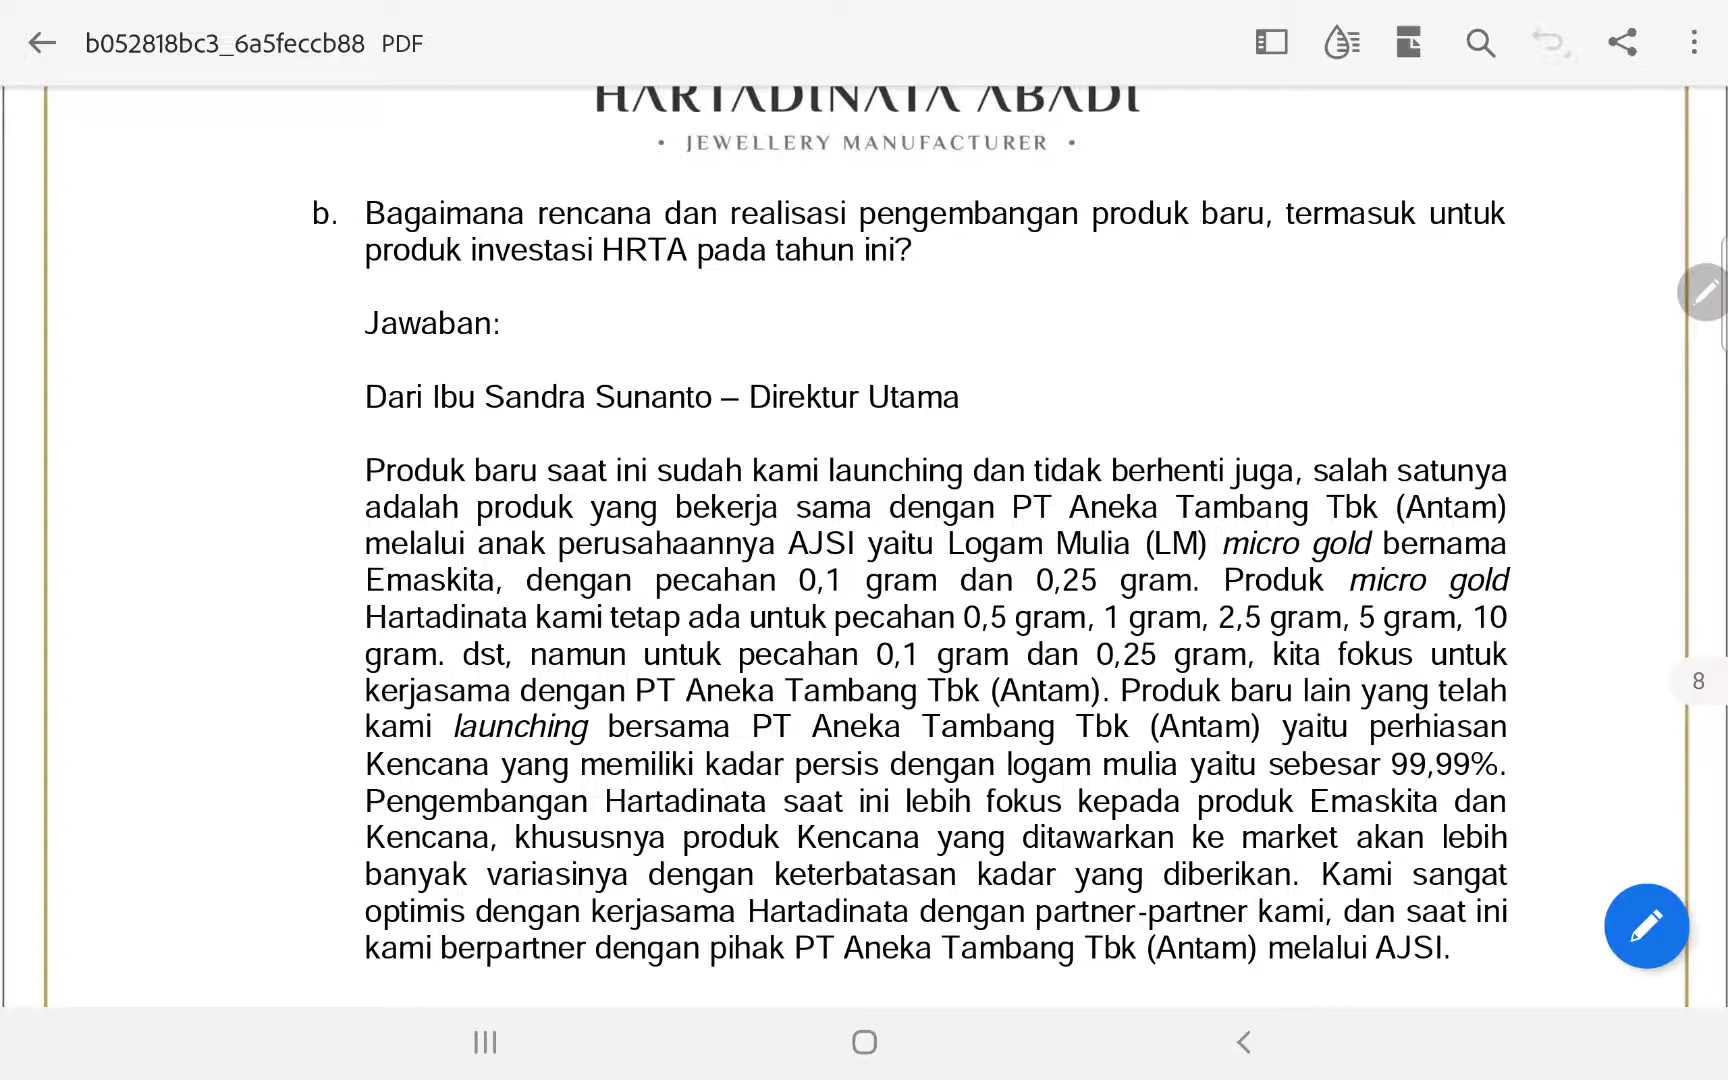 b052818bc3_6a5feccb88 PDF
HARTADINATA ABADI
• JEWELLERY MANUFACTURER •
b. Bagaimana rencana dan realisasi pengembangan produk baru, termasuk untuk
produk investasi HRTA pada tahun ini?
Jawaban:
Dari Ibu Sandra Sunanto – Direktur Utama
Produk baru saat ini sudah kami launching dan tidak berhenti juga, salah satunya
adalah produk yang bekerja sama dengan PT Aneka Tambang Tbk (Antam)
melalui anak perusahaannya AJSI yaitu Logam Mulia (LM) micro gold bernama
Emaskita, dengan pecahan 0,1 gram dan 0,25 gram. Produk micro gold
Hartadinata kami tetap ada untuk pecahan 0,5 gram, 1 gram, 2,5 gram, 5 gram, 10
gram. dst, namun untuk pecahan 0,1 gram dan 0,25 gram, kita fokus untuk
kerjasama dengan PT Aneka Tambang Tbk (Antam). Produk baru lain yang telah
kami launching bersama PT Aneka Tambang Tbk (Antam) yaitu perhiasan
Kencana yang memiliki kadar persis dengan logam mulia yaitu sebesar 99,99%.
Pengembangan Hartadinata saat ini lebih fokus kepada produk Emaskita dan
Kencana, khususnya produk Kencana yang ditawarkan ke market akan lebih
banyak variasinya dengan keterbatasan kadar yang diberikan. Kami sangat
optimis dengan kerjasama Hartadinata dengan partner-partner kami, dan saat ini
kami berpartner dengan pihak PT Aneka Tambang Tbk (Antam) melalui AJSI.
8